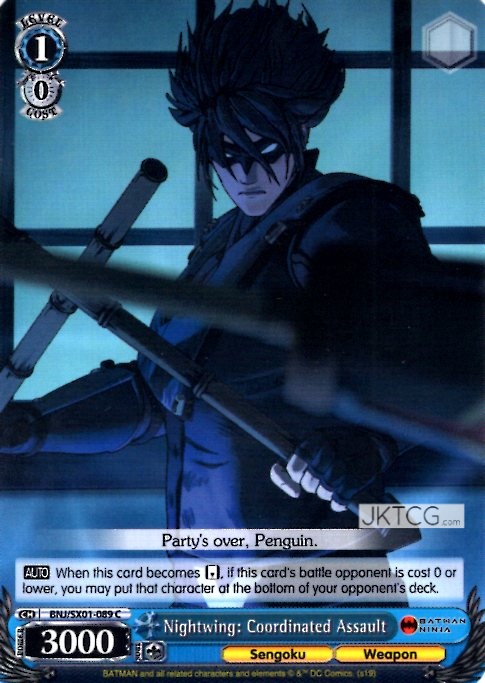 LEVEL
1
0
COST
JKTCG.com
Party's over, Penguin.
AUTO When this card becomes [ ], if this card's battle opponent is cost 0 or
lower, you may put that character at the bottom of your opponent's deck.
CH BNJ/SX01-089 C
POWER 3000 SOUL Nightwing: Coordinated Assault BATMAN NINJA
Sengoku Weapon
BATMAN and all related characters and elements © & ™ DC Comics. (s19)